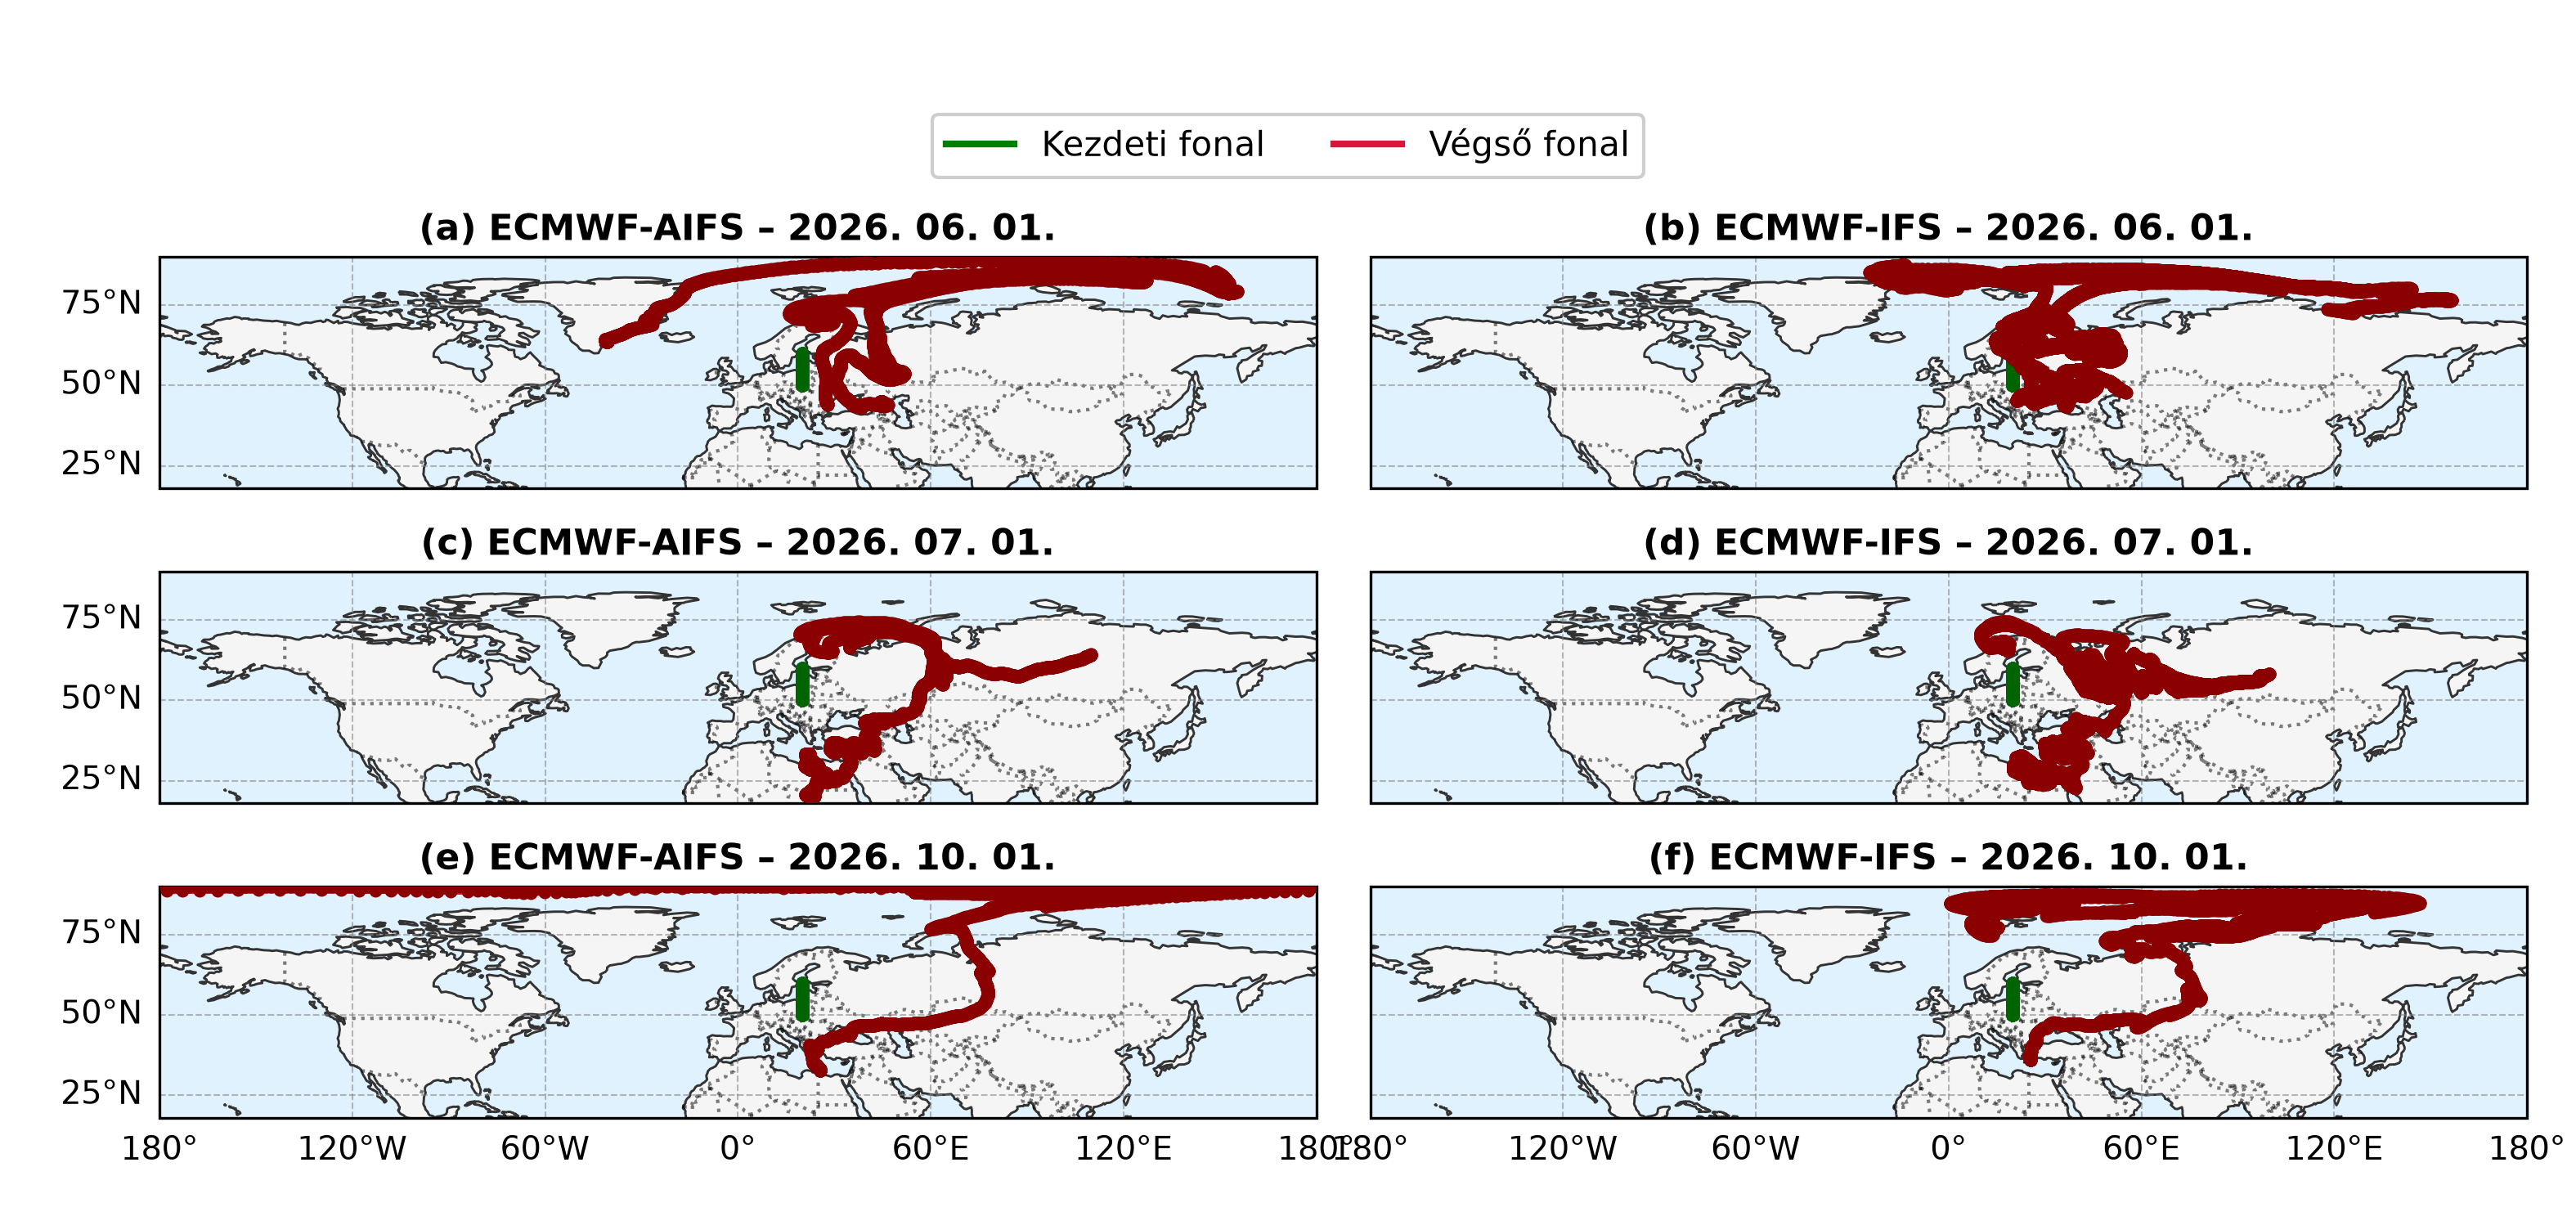 Kezdeti fonal
Végső fonal
(a) ECMWF-AIFS – 2026. 06. 01.
(b) ECMWF-IFS – 2026. 06. 01.
75°N
50°N
25°N
(c) ECMWF-AIFS – 2026. 07. 01.
(d) ECMWF-IFS – 2026. 07. 01.
75°N
50°N
25°N
(e) ECMWF-AIFS – 2026. 10. 01.
(f) ECMWF-IFS – 2026. 10. 01.
75°N
50°N
25°N
180° 120°W 60°W 0° 60°E 120°E 180°
180° 120°W 60°W 0° 60°E 120°E 180°